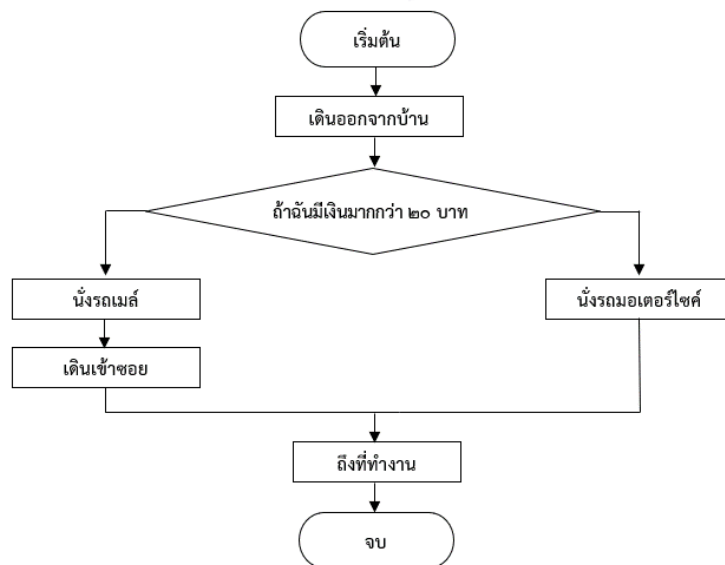 เริ่มต้น
เดินออกจากบ้าน
ถ้าฉันมีเงินมากกว่า ๒๐ บาท
นั่งรถเมล์
นั่งรถมอเตอร์ไซค์
เดินเข้าซอย
ถึงที่ทำงาน
จบ